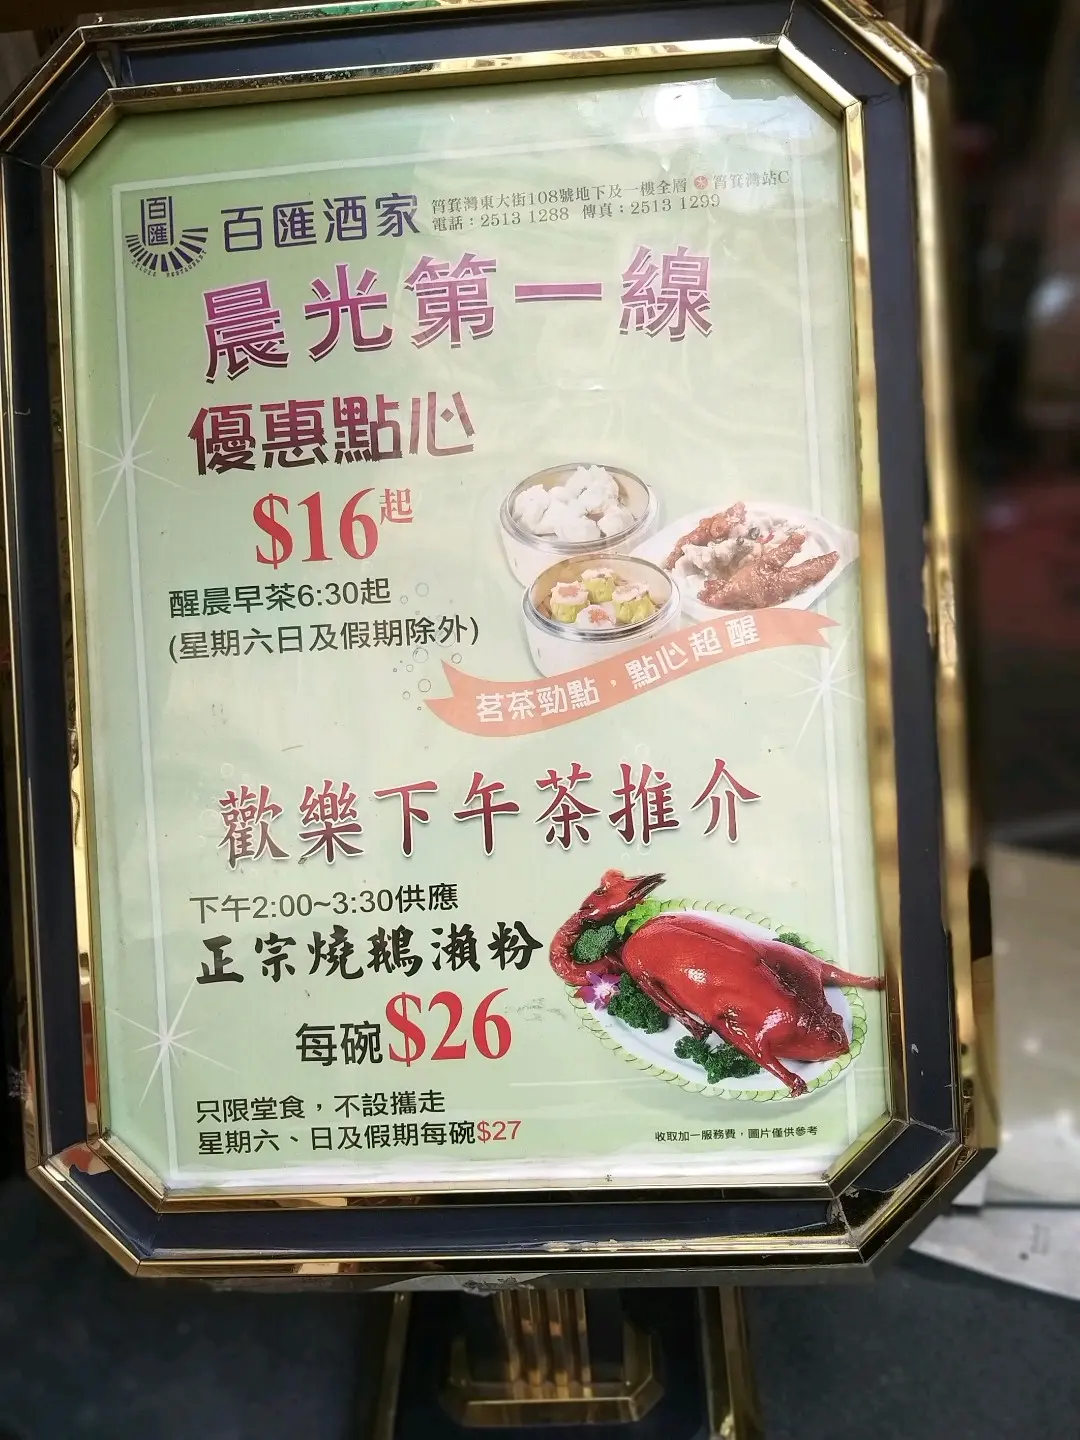 百匯
百匯酒家
筲箕灣東大街108號地下及一樓全層 筲箕灣站C
電話：2513 1288 傳真：2513 1299
晨光第一線
優惠點心
$16起
醒晨早茶6:30起
(星期六日及假期除外)
茗茶勁點，點心超醒
歡樂下午茶推介
下午2:00~3:30供應
正宗燒鵝瀨粉
每碗$26
只限堂食，不設攜走
星期六、日及假期每碗$27
收取加一服務費，圖片僅供參考